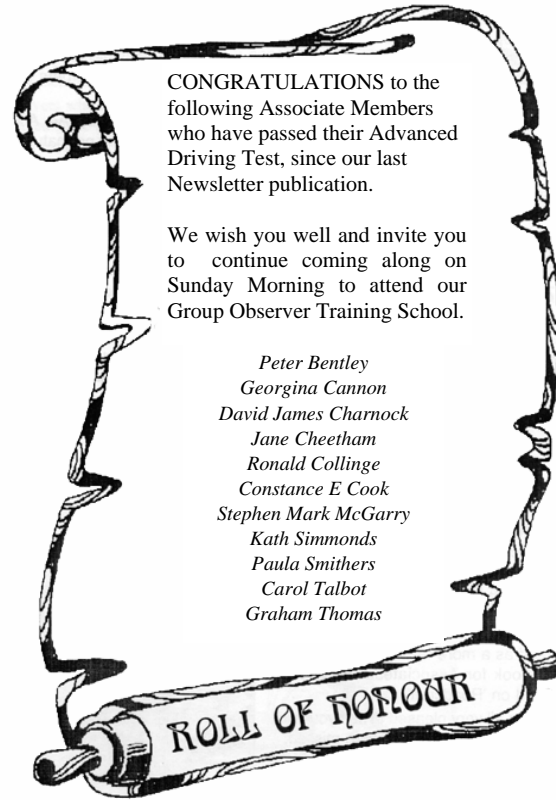 CONGRATULATIONS to the
following Associate Members
who have passed their Advanced
Driving Test, since our last
Newsletter publication.
We wish you well and invite you
to continue coming along on
Sunday Morning to attend our
Group Observer Training School.
Peter Bentley
Georgina Cannon
David James Charnock
Jane Cheetham
Ronald Collinge
Constance E Cook
Stephen Mark McGarry
Kath Simmonds
Paula Smithers
Carol Talbot
Graham Thomas
ROLL OF HONOUR